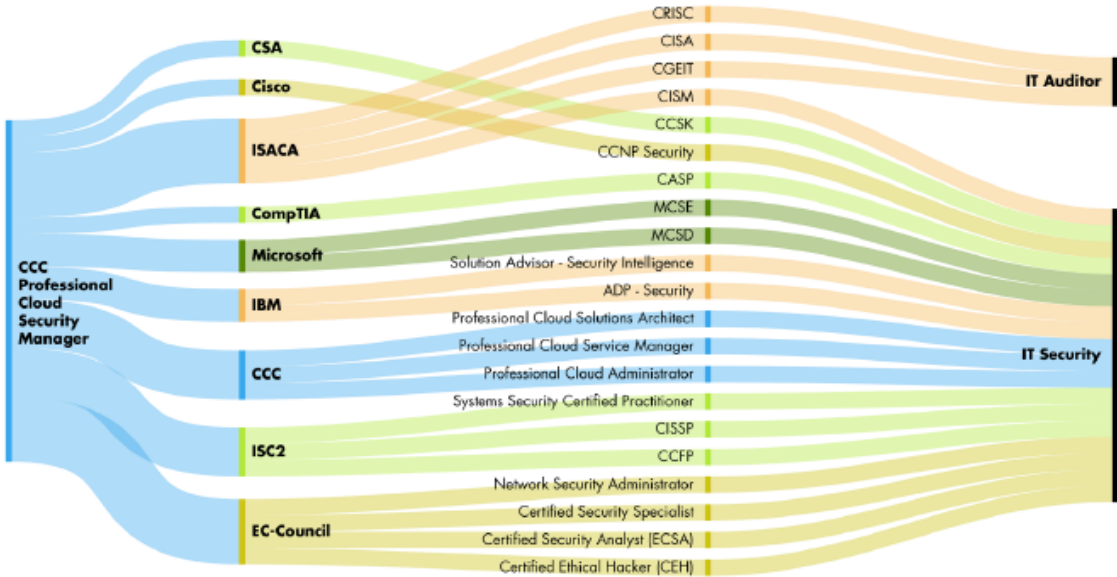 CCC
Professional
Cloud
Security
Manager
CSA
Cisco
ISACA
CompTIA
Microsoft
IBM
CCC
ISC2
EC-Council
CRISC
CISA
CGEIT
CISM
CCSK
CCNP Security
CASP
MCSE
MCSD
Solution Advisor - Security Intelligence
ADP - Security
Professional Cloud Solutions Architect
Professional Cloud Service Manager
Professional Cloud Administrator
Systems Security Certified Practitioner
CISSP
CCFP
Network Security Administrator
Certified Security Specialist
Certified Security Analyst (ECSA)
Certified Ethical Hacker (CEH)
IT Auditor
IT Security